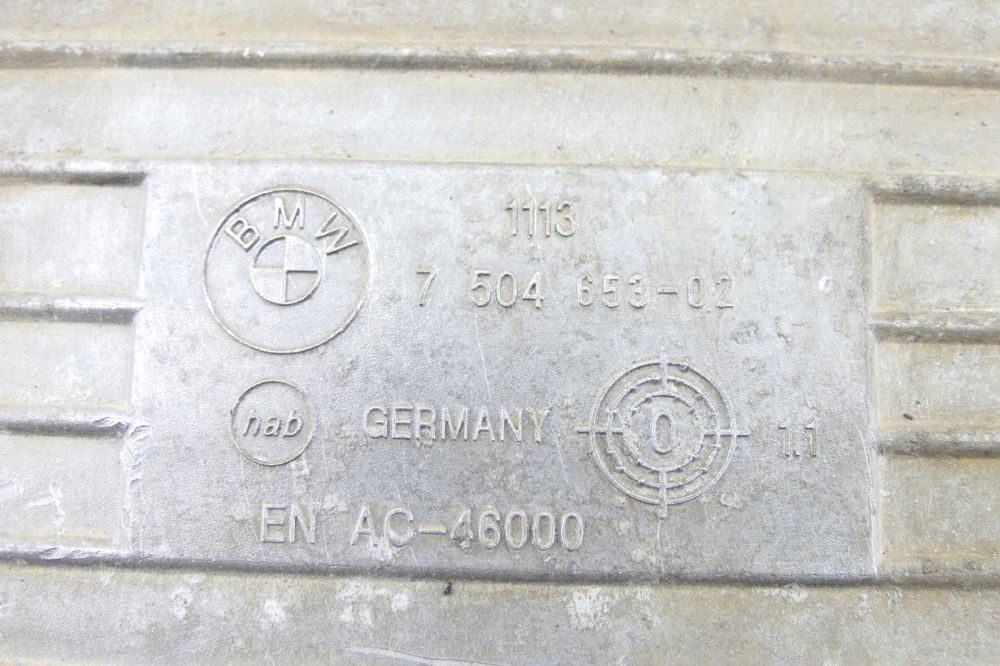 BMW
1113
7 504 653-02
nab
GERMANY
0
1.1
EN AC-46000